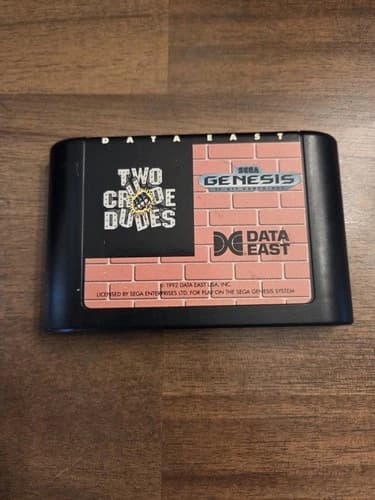 DATA EAST
TWO
CRUDE
DUDES
SEGA
GENESIS
DATA
EAST
© 1992 DATA EAST USA, INC.
LICENSED BY SEGA ENTERPRISES LTD. FOR PLAY ON THE SEGA GENESIS SYSTEM